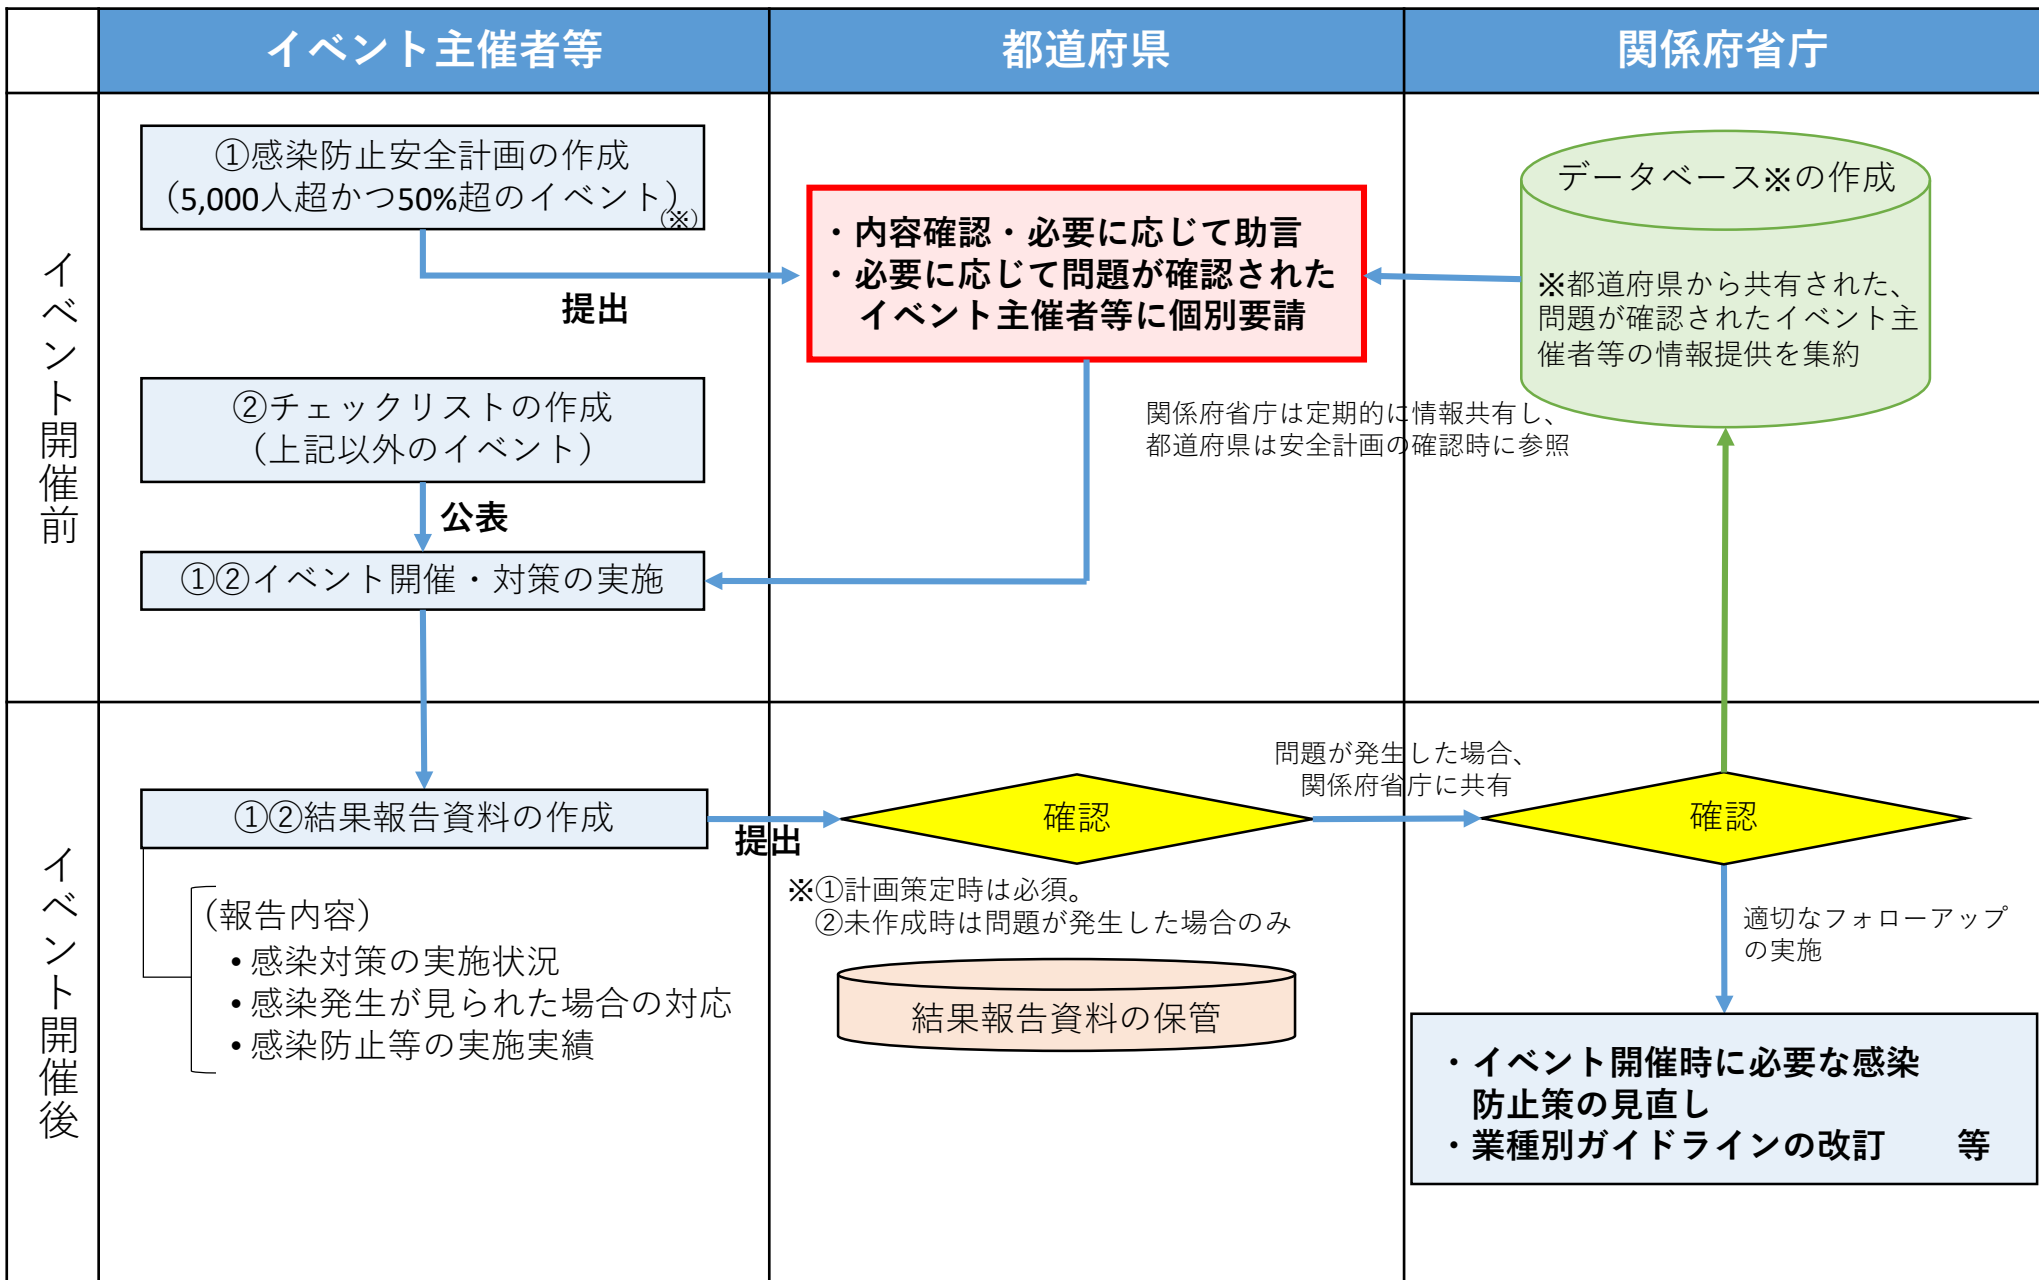 イベント主催者等
都道府県
関係府省庁
イベント開催前
①感染防止安全計画の作成
（5,000人超かつ50%超のイベント）
(※)
提出
・内容確認・必要に応じて助言
・必要に応じて問題が確認された
イベント主催者等に個別要請
データベース※の作成
※都道府県から共有された、
問題が確認されたイベント主
催者等の情報提供を集約
関係府省庁は定期的に情報共有し、
都道府県は安全計画の確認時に参照
②チェックリストの作成
（上記以外のイベント）
公表
①②イベント開催・対策の実施
イベント開催後
①②結果報告資料の作成
提出
確認
問題が発生した場合、
関係府省庁に共有
確認
（報告内容）
• 感染対策の実施状況
• 感染発生が見られた場合の対応
• 感染防止等の実施実績
※①計画策定時は必須。
②未作成時は問題が発生した場合のみ
結果報告資料の保管
適切なフォローアップ
の実施
・イベント開催時に必要な感染
防止策の見直し
・業種別ガイドラインの改訂　等